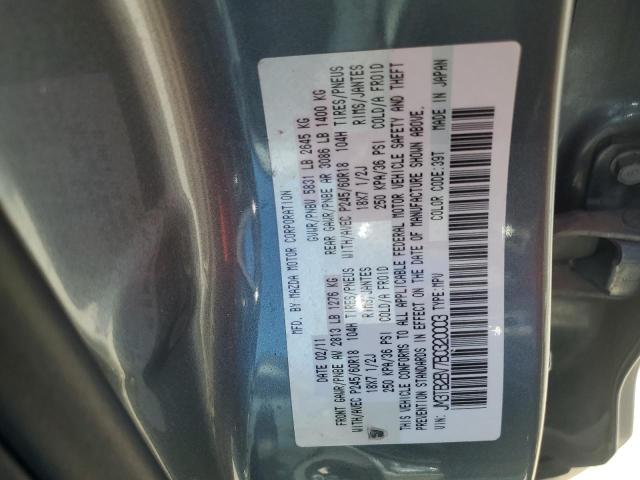 MFD. BY MAZDA MOTOR CORPORATION
DATE 02/11 GVWR/PNBV 5831 LB 2645 KG
FRONT GAWR/PNBE AV 2813 LB 1276 KG REAR GAWR/PNBE AR 3086 LB 1400 KG
WITH/AVEC P245/60R18 104H TIRES/PNEUS WITH/AVEC P245/60R18 104H TIRES/PNEUS
18X7 1/2J RIMS/JANTES 18X7 1/2J RIMS/JANTES
250 KPA/36 PSI COLD/A FROID 250 KPA/36 PSI COLD/A FROID
THIS VEHICLE CONFORMS TO ALL APPLICABLE FEDERAL MOTOR VEHICLE SAFETY AND THEFT
PREVENTION STANDARDS IN EFFECT ON THE DATE OF MANUFACTURE SHOWN ABOVE.
COLOR CODE:39T MADE IN JAPAN
VIN: JM3TB2BV7B0320003 TYPE:MPV